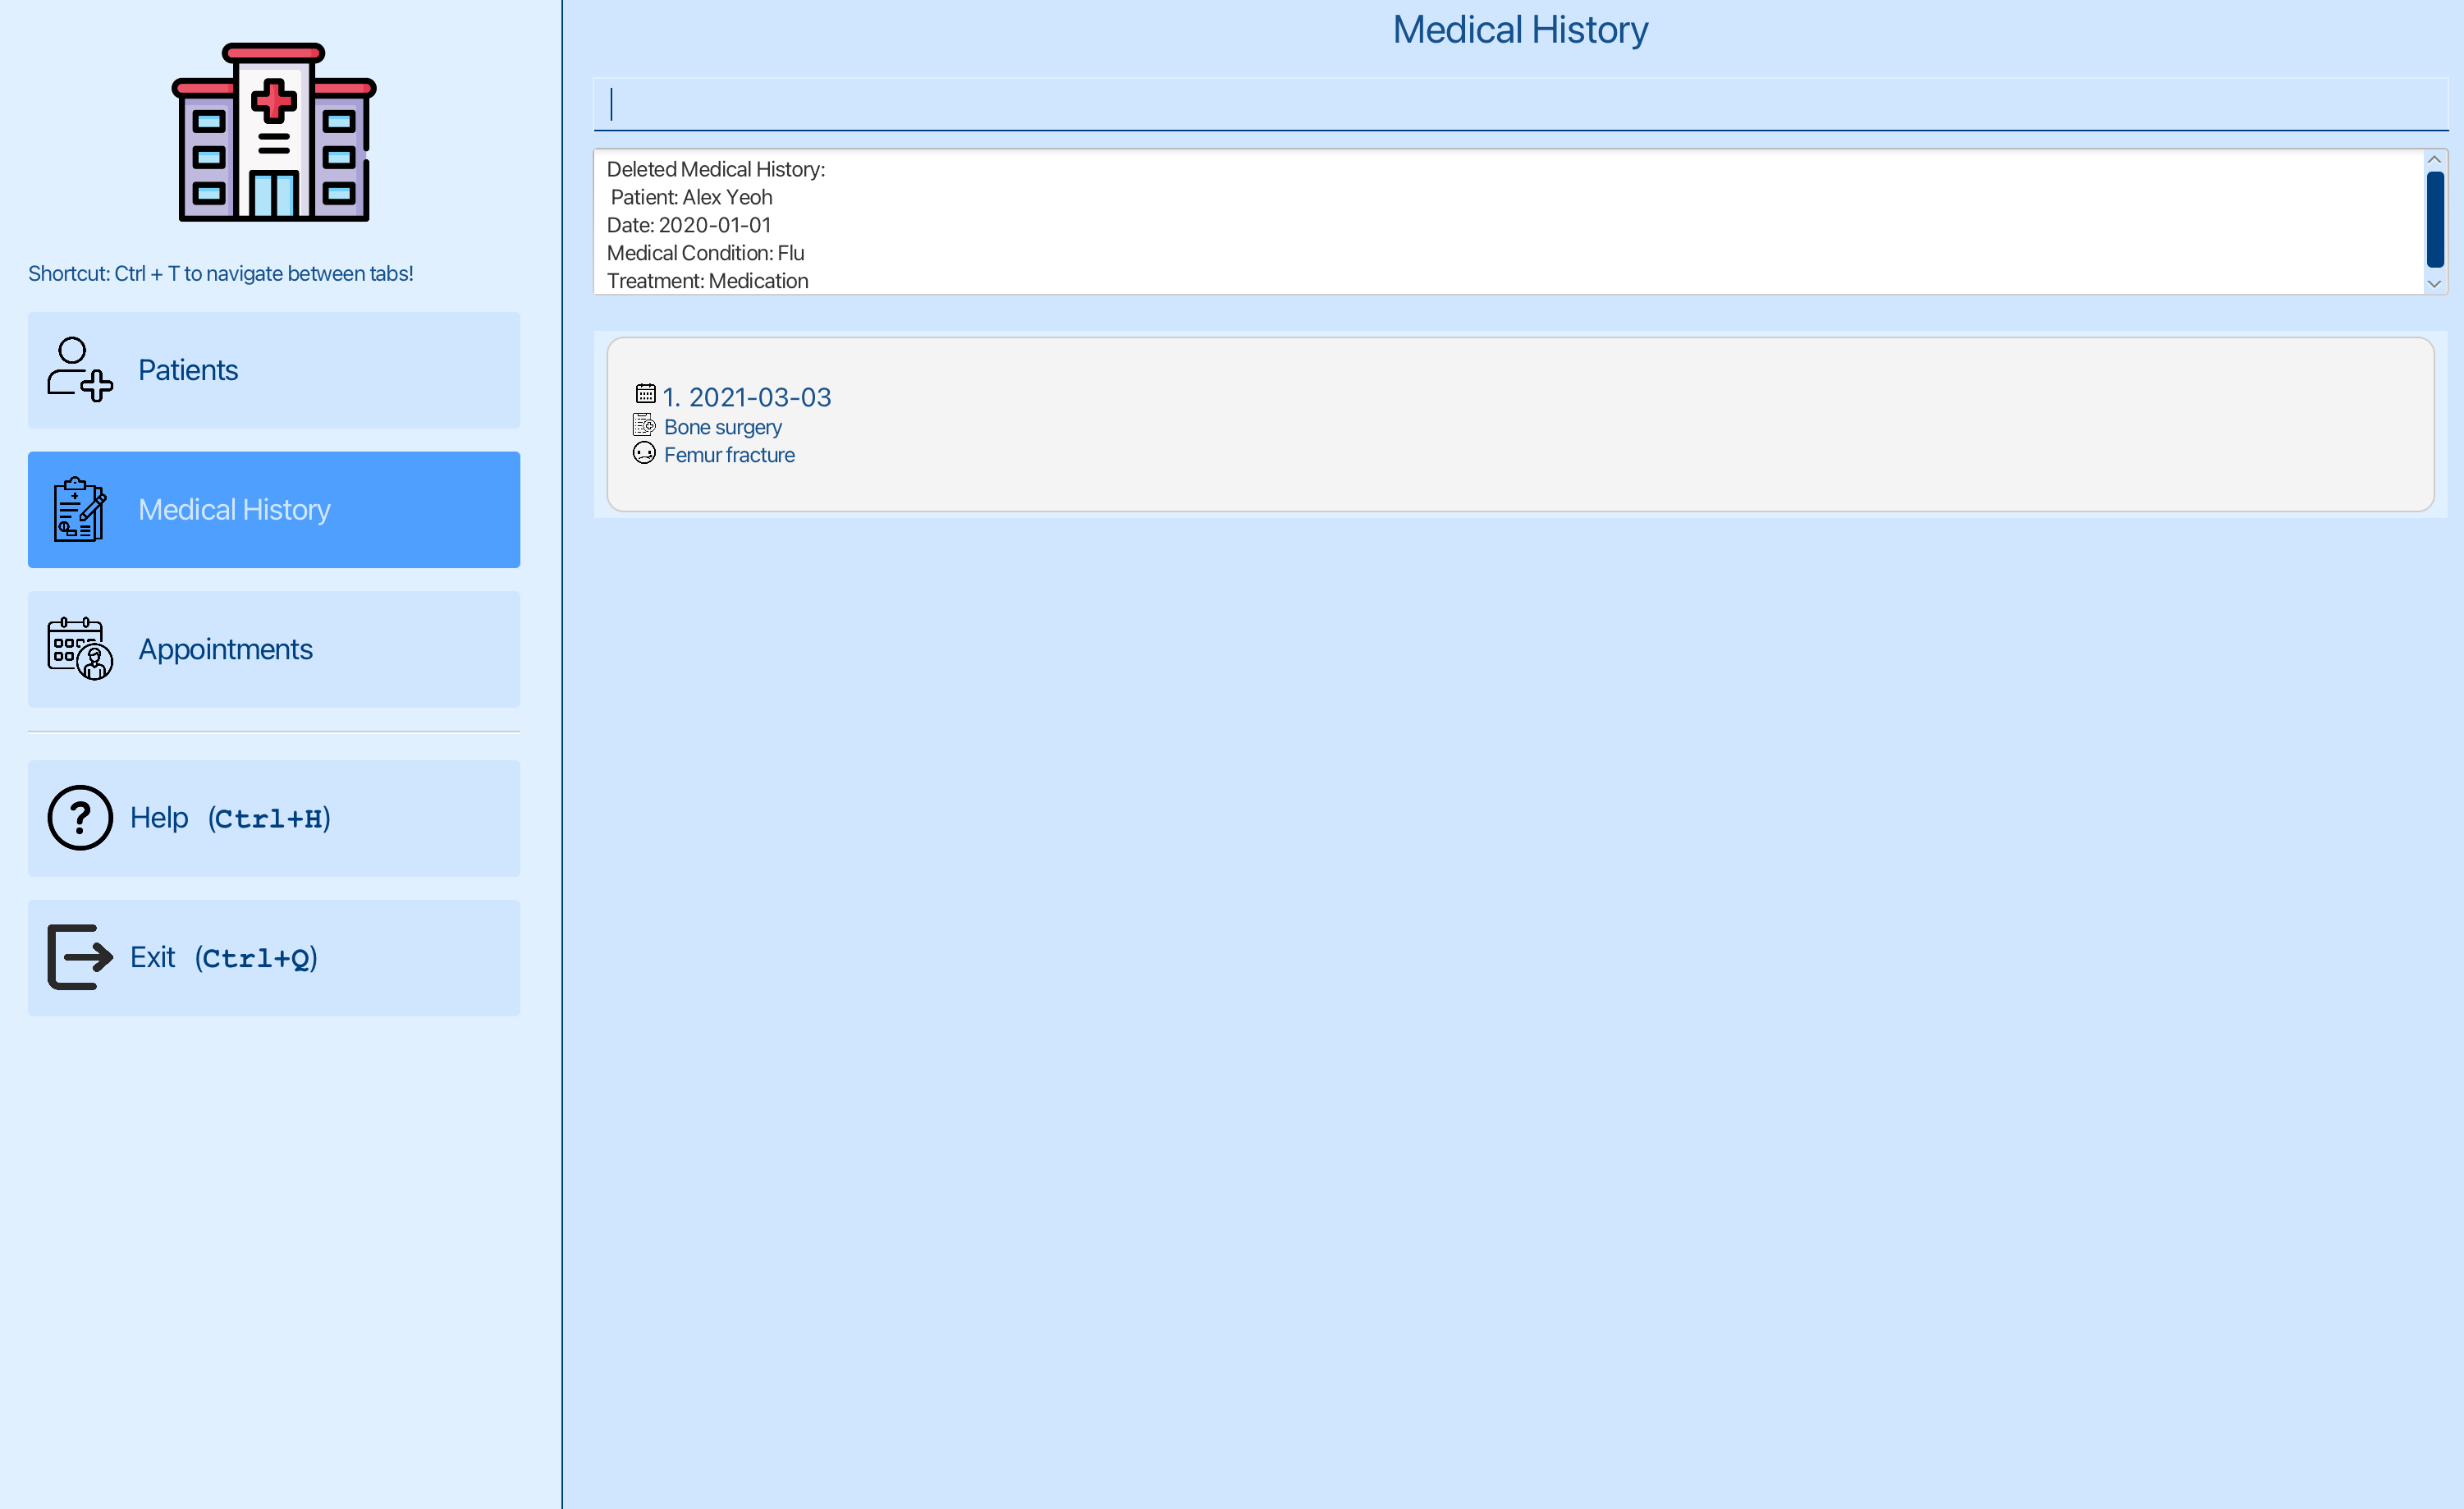 Shortcut: Ctrl + T to navigate between tabs!
Patients
Medical History
Appointments
Help (Ctrl+H)
Exit (Ctrl+Q)
Medical History
Deleted Medical History:
Patient: Alex Yeoh
Date: 2020-01-01
Medical Condition: Flu
Treatment: Medication
1. 2021-03-03
Bone surgery
Femur fracture